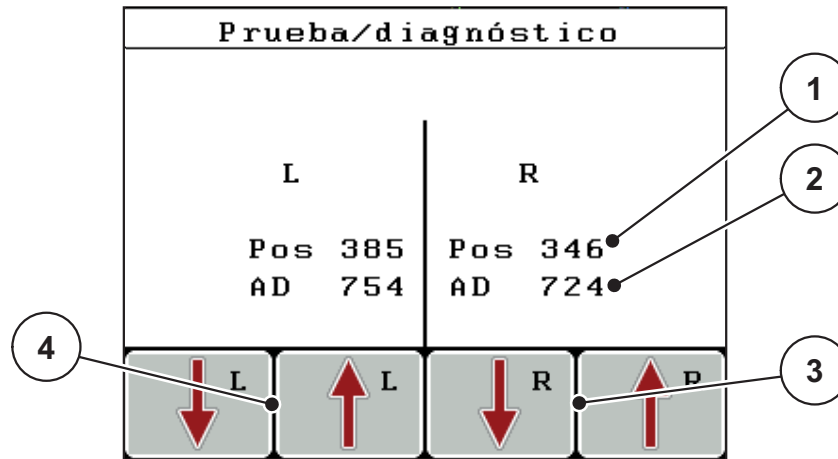 Prueba/diagnóstico
1
L R
2
Pos 385 Pos 346
AD 754 AD 724
4
L L R R
3